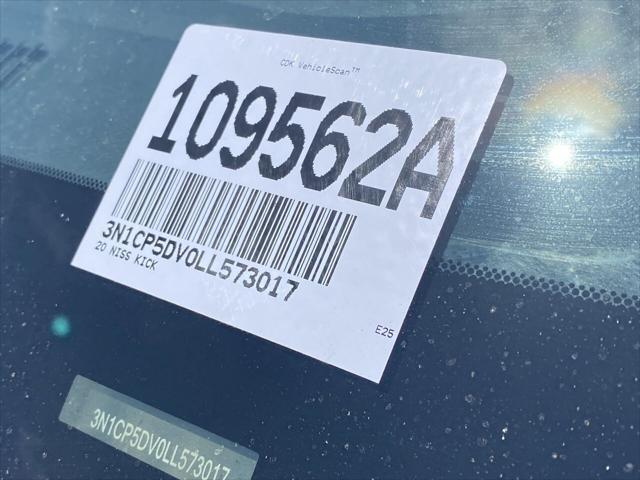 CDK VehicleScan™
109562A
3N1CP5DV0LL573017
20 NISS KICK
E25
3N1CP5DV0LL573017